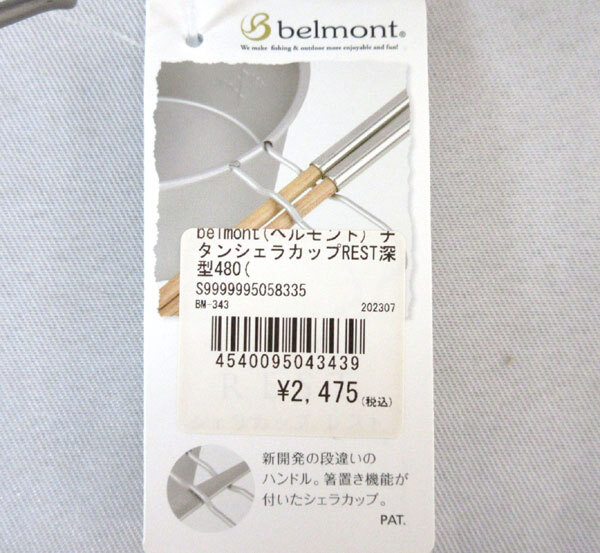 belmont®
We make fishing & outdoor more enjoyable and fun!
belmont(ベルモント) チ
タンシェラカップREST深
型480(
S9999995058335
BM-343 202307
4540095043439
¥2,475(税込)
新開発の段違いの
ハンドル。箸置き機能が
付いたシェラカップ。
PAT.